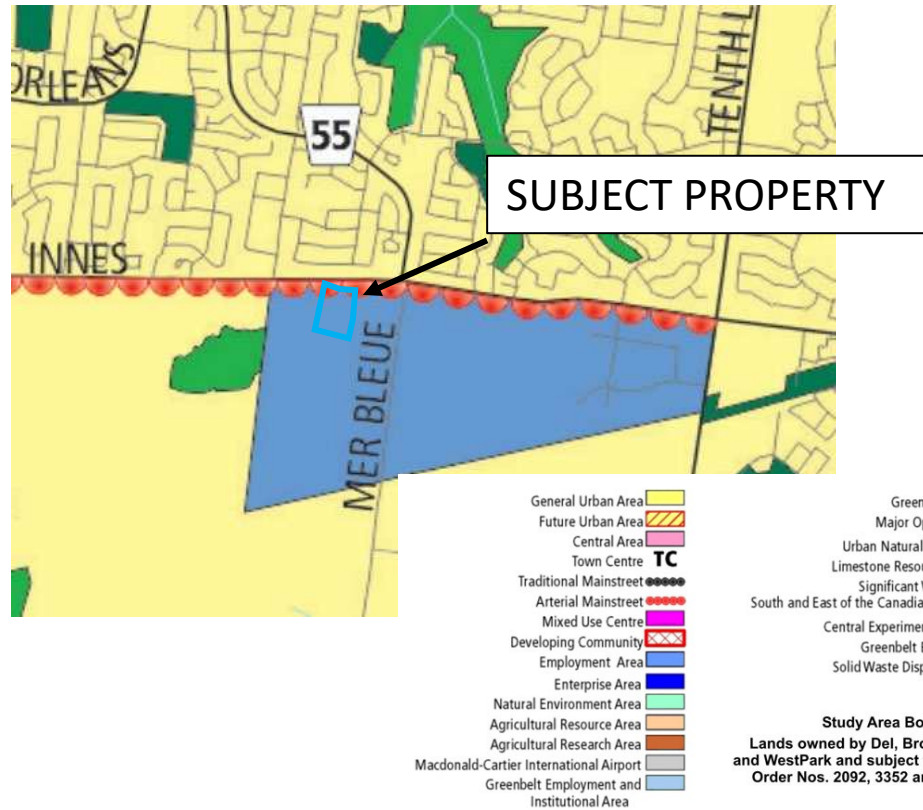 ORLEANS
55
TENTH L
SUBJECT PROPERTY
INNES
MER BLEUE
General Urban Area
Future Urban Area
Central Area
Town Centre TC
Traditional Mainstreet
Arterial Mainstreet
Mixed Use Centre
Developing Community
Employment Area
Enterprise Area
Natural Environment Area
Agricultural Resource Area
Agricultural Research Area
Macdonald-Cartier International Airport
Greenbelt Employment and
Institutional Area
Green
Major Op
Urban Natural
Limestone Resou
Significant
South and East of the Canadia
Central Experimen
Greenbelt
Solid Waste Disp
Study Area Bo
Lands owned by Del, Bro
and WestPark and subject
Order Nos. 2092, 3352 a